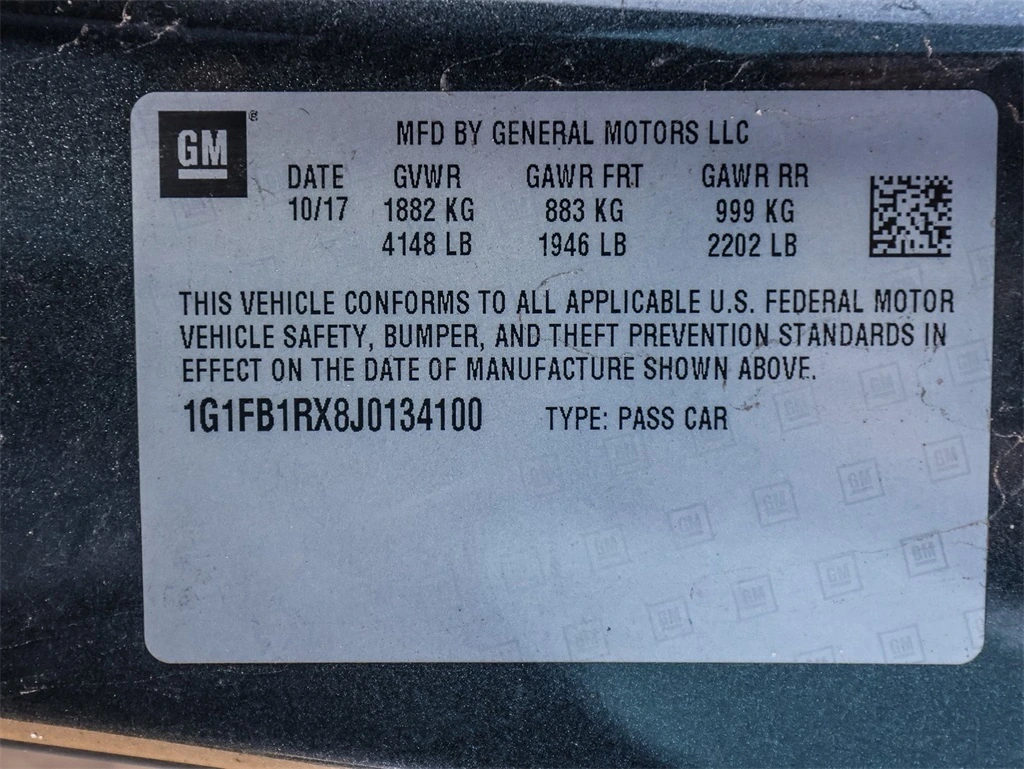 GM ®
MFD BY GENERAL MOTORS LLC
DATE GVWR GAWR FRT GAWR RR
10/17 1882 KG 883 KG 999 KG
4148 LB 1946 LB 2202 LB
THIS VEHICLE CONFORMS TO ALL APPLICABLE U.S. FEDERAL MOTOR
VEHICLE SAFETY, BUMPER, AND THEFT PREVENTION STANDARDS IN
EFFECT ON THE DATE OF MANUFACTURE SHOWN ABOVE.
1G1FB1RX8J0134100 TYPE: PASS CAR